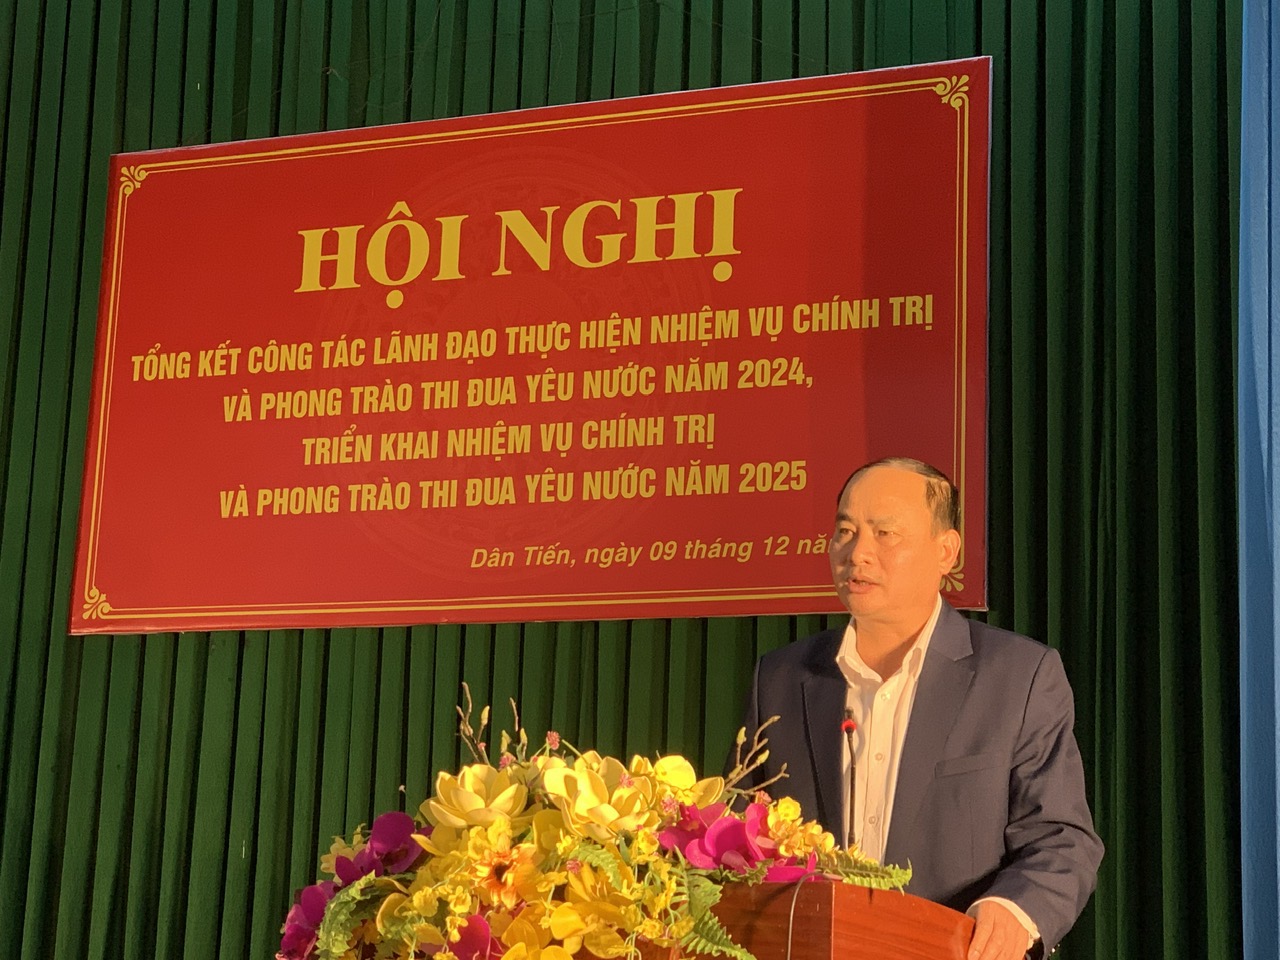 HỘI NGHỊ
TỔNG KẾT CÔNG TÁC LÃNH ĐẠO THỰC HIỆN NHIỆM VỤ CHÍNH TRỊ
VÀ PHONG TRÀO THI ĐUA YÊU NƯỚC NĂM 2024,
TRIỂN KHAI NHIỆM VỤ CHÍNH TRỊ
VÀ PHONG TRÀO THI ĐUA YÊU NƯỚC NĂM 2025
Dân Tiến, ngày 09 tháng 12